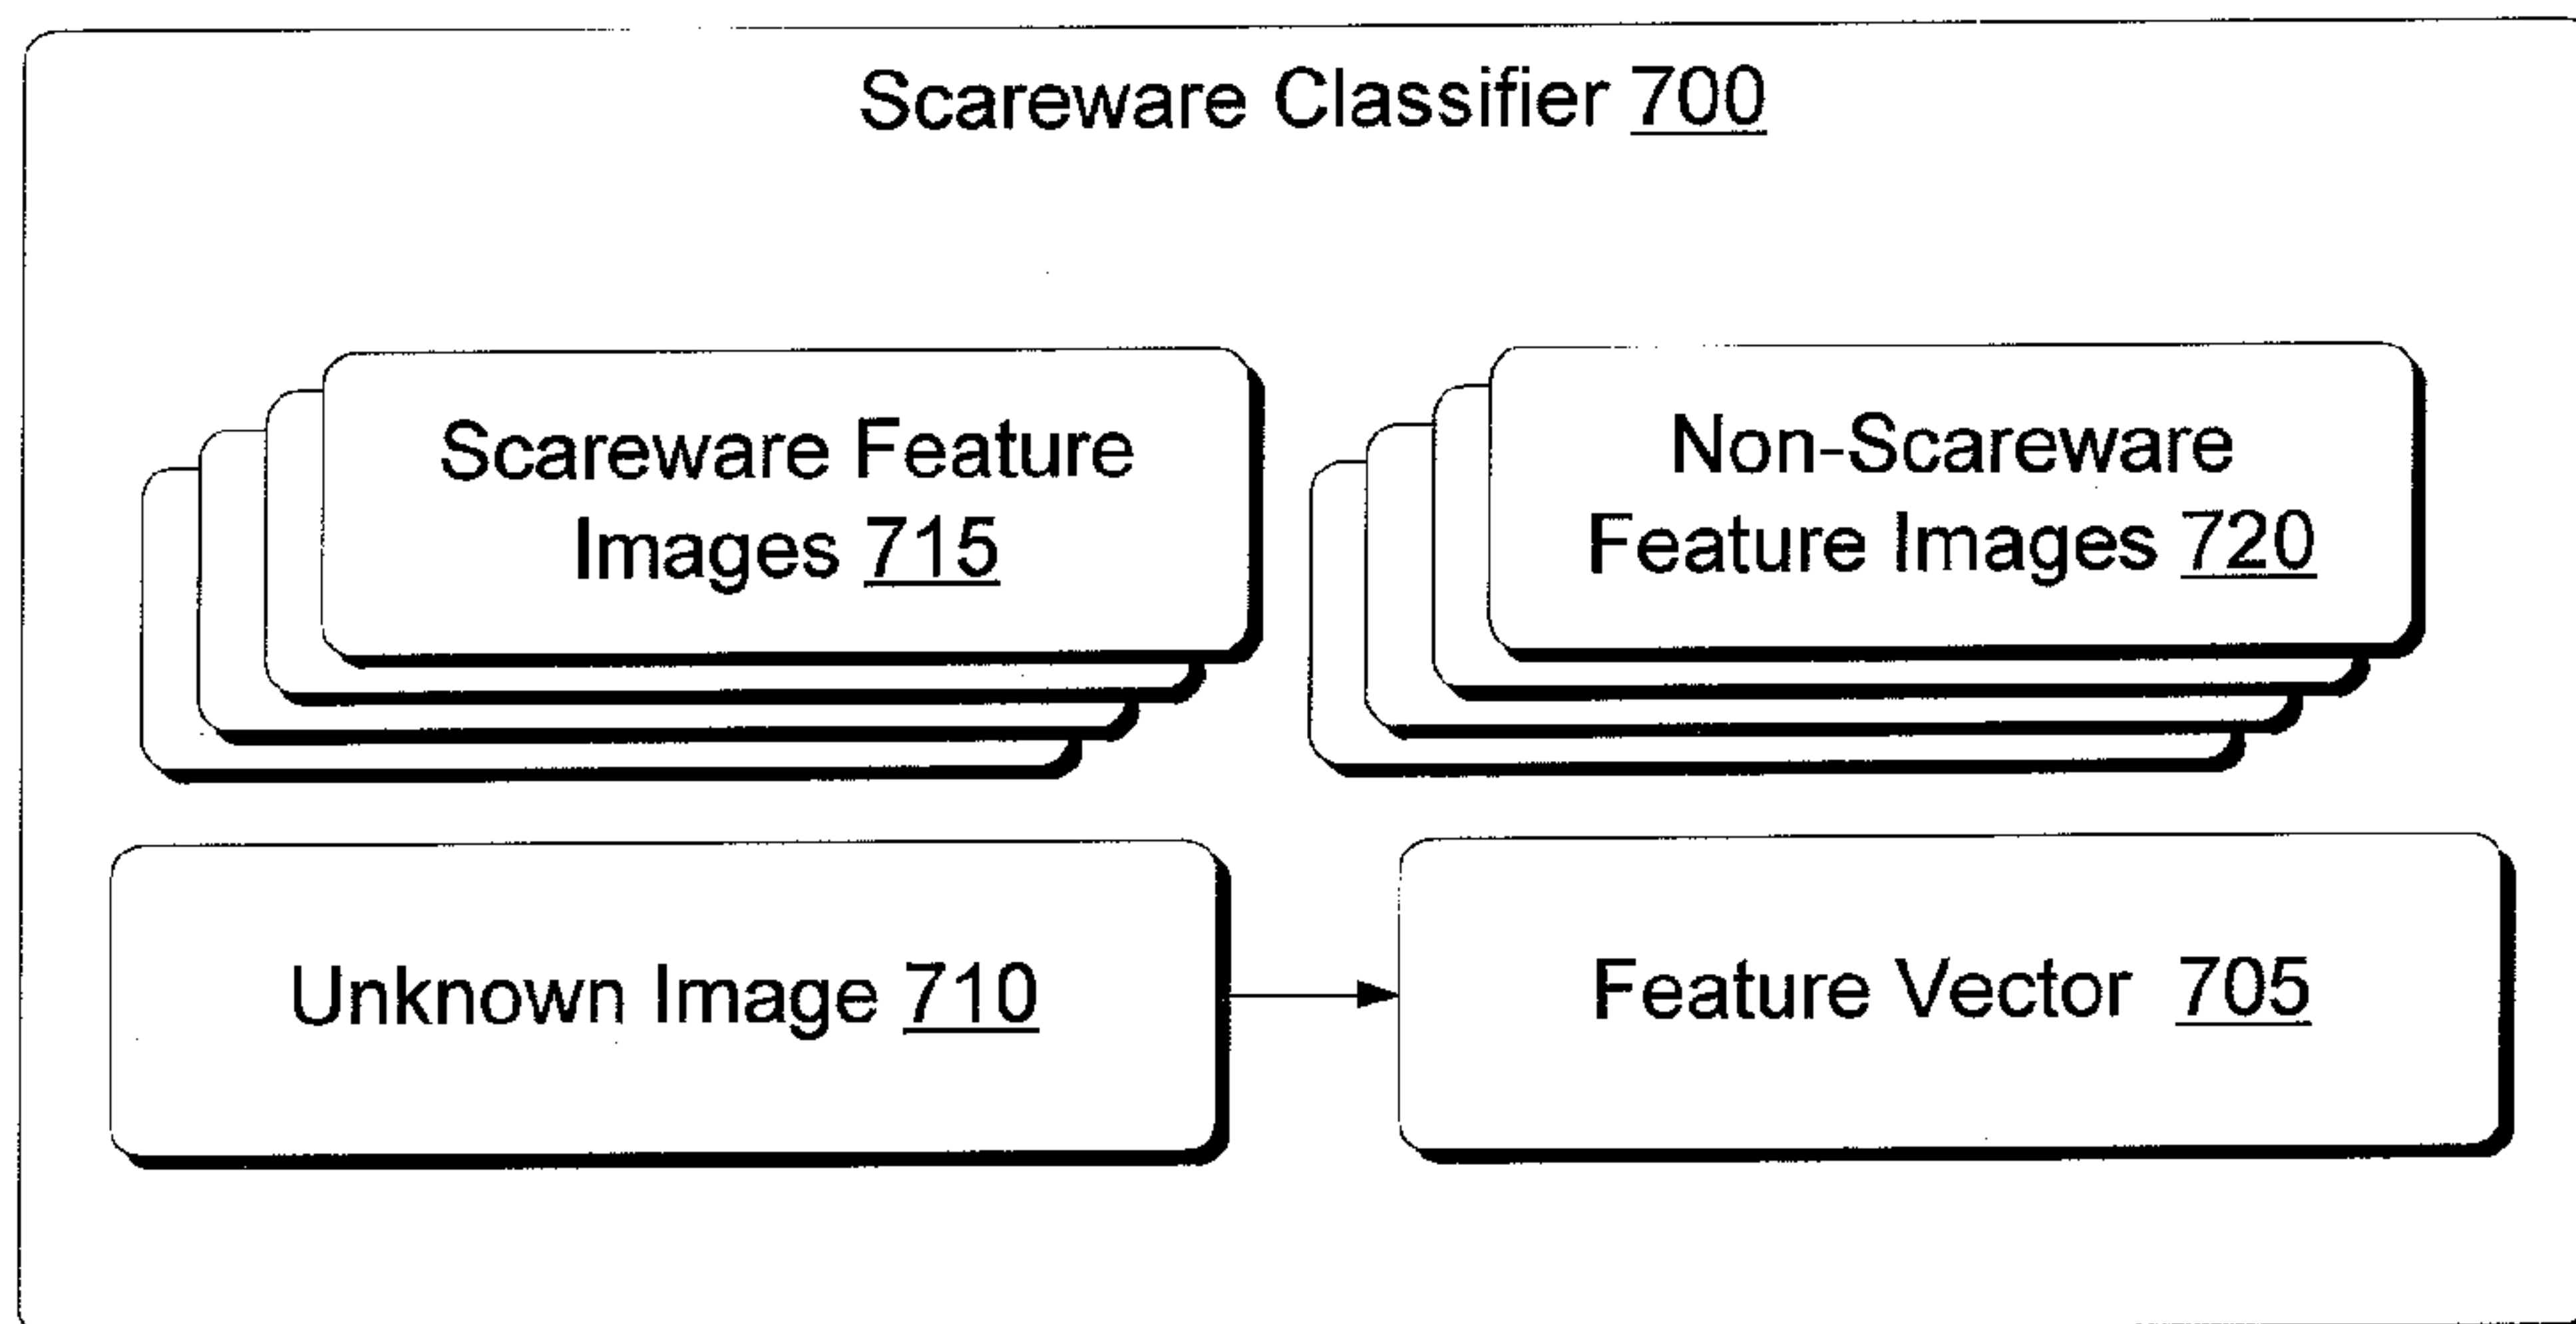 Scareware Classifier 700
Scareware Feature
Images 715
Non-Scareware
Feature Images 720
Unknown Image 710
Feature Vector 705